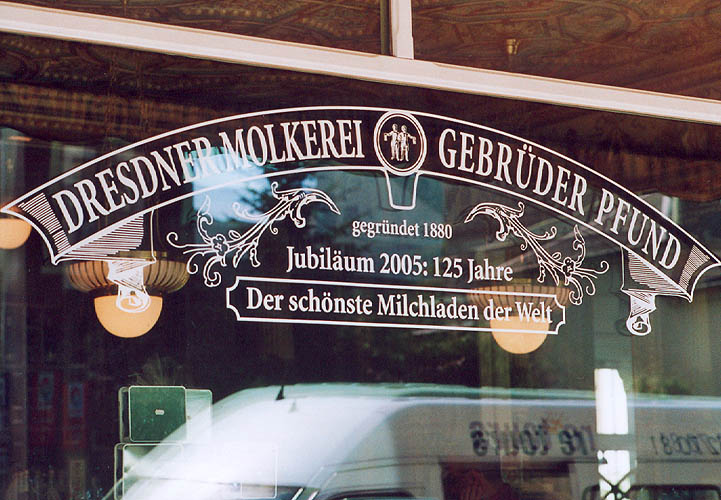 DRESDNER MOLKEREI GEBRÜDER PFUND
gegründet 1880
Jubiläum 2005: 125 Jahre
Der schönste Milchladen der Welt